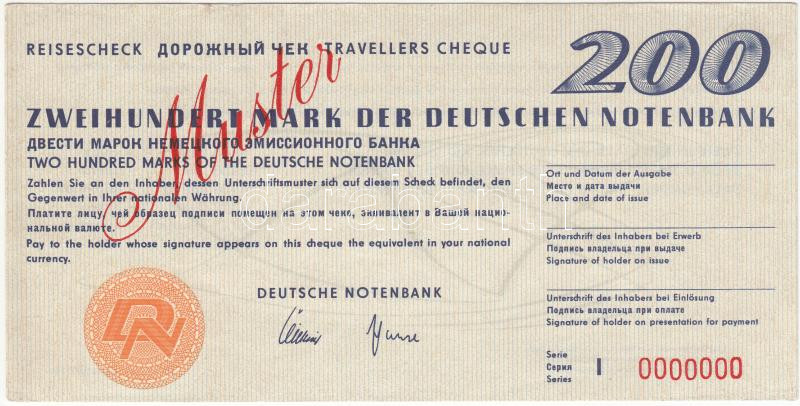 REISESCHECK ДОРОЖНЫЙ ЧЕК TRAVELLERS CHEQUE
200
Muster
ZWEIHUNDERT MARK DER DEUTSCHEN NOTENBANK
ДВЕСТИ МАРОК НЕМЕЦКОГО ЭМИССИОННОГО БАНКА
TWO HUNDRED MARKS OF THE DEUTSCHE NOTENBANK
Zahlen Sie an den Inhaber, dessen Unterschriftsmuster sich auf diesem Scheck befindet, den
Gegenwert in Ihrer nationalen Währung.
Платите лицу, чей образец подписи помещен на этом чеке, эквивалент в Вашей нацио-
нальной валюте.
Pay to the holder whose signature appears on this cheque the equivalent in your national
currency.
Ort und Datum der Ausgabe
Место и дата выдачи
Place and date of issue
Unterschrift des Inhabers bei Erwerb
Подпись владельца при выдаче
Signature of holder on issue
Unterschrift des Inhabers bei Einlösung
Подпись владельца при оплате
Signature of holder on presentation for payment
DN
DEUTSCHE NOTENBANK
Serie
Серия
Series
I 0000000
darabanth